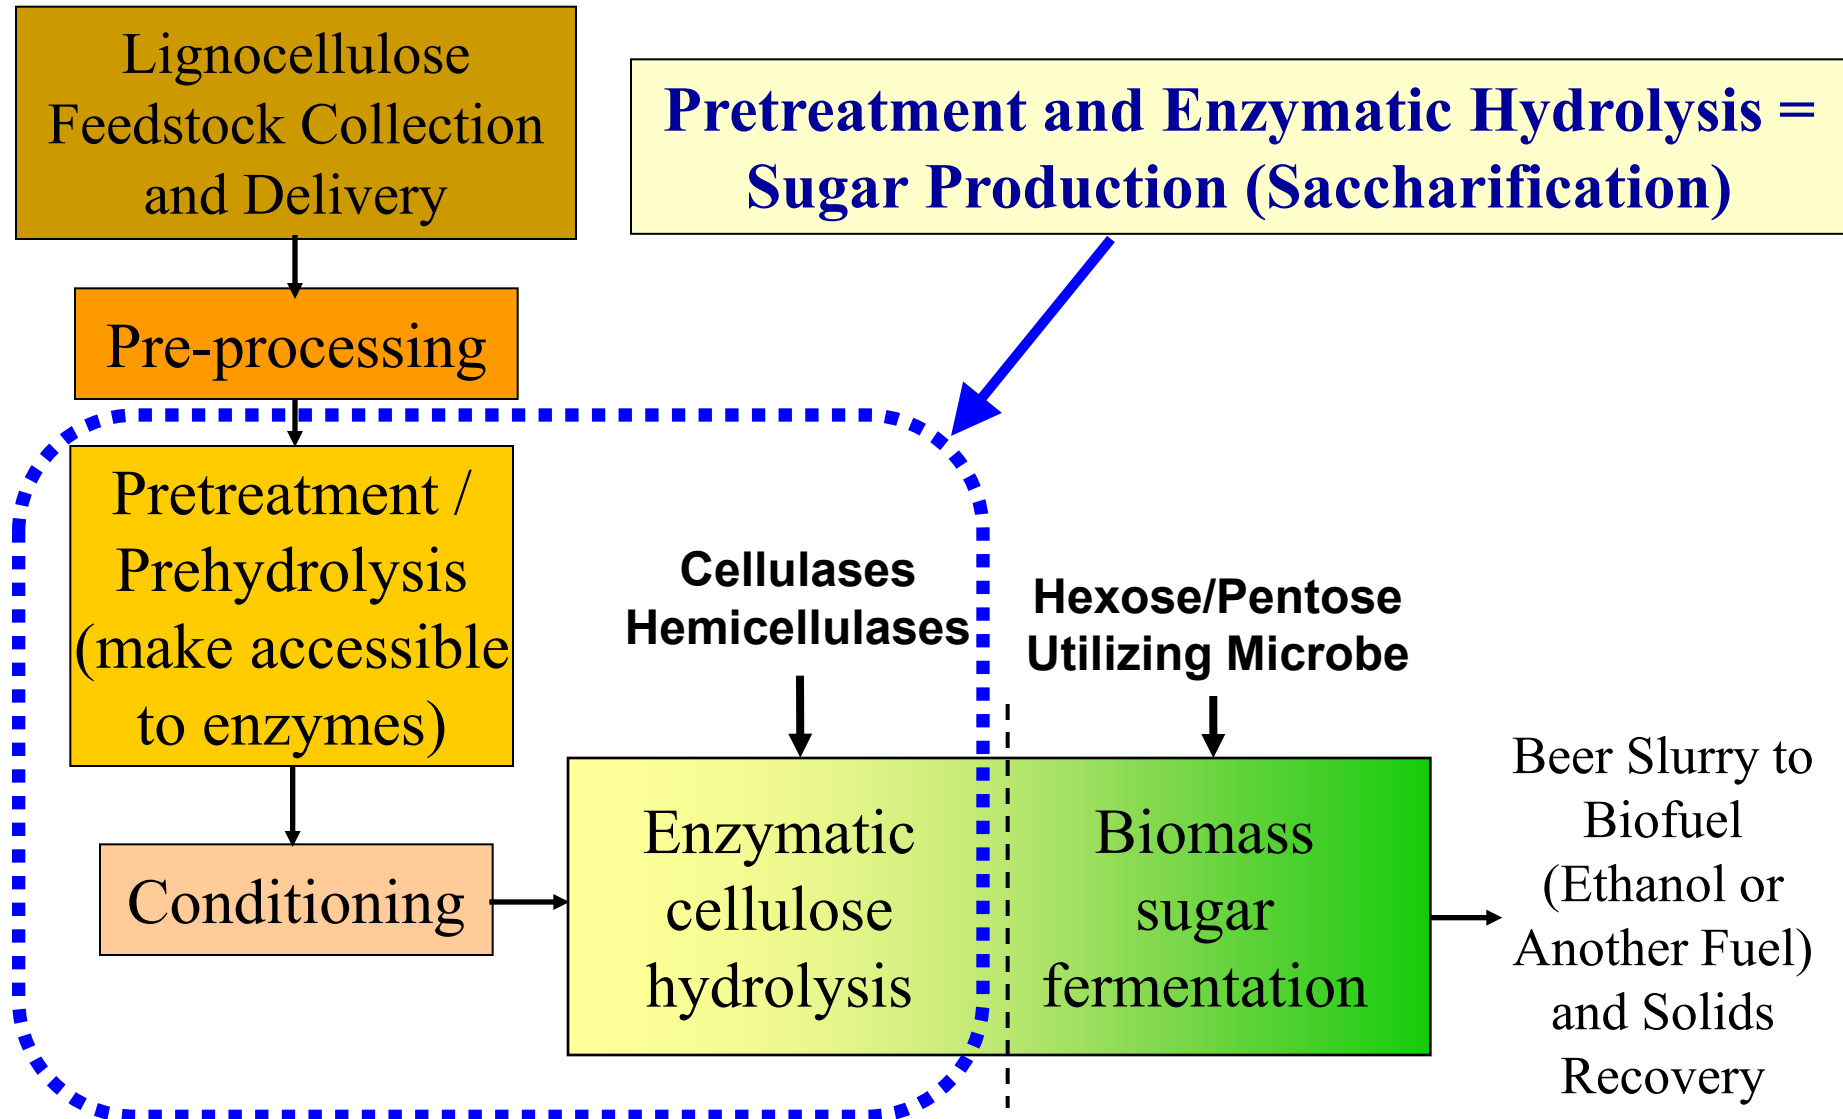 Lignocellulose
Feedstock Collection
and Delivery
Pretreatment and Enzymatic Hydrolysis =
Sugar Production (Saccharification)
Pre-processing
Pretreatment /
Prehydrolysis
(make accessible
to enzymes)
Cellulases
Hemicellulases
Hexose/Pentose
Utilizing Microbe
Conditioning
Enzymatic
cellulose
hydrolysis
Biomass
sugar
fermentation
Beer Slurry to
Biofuel
(Ethanol or
Another Fuel)
and Solids
Recovery